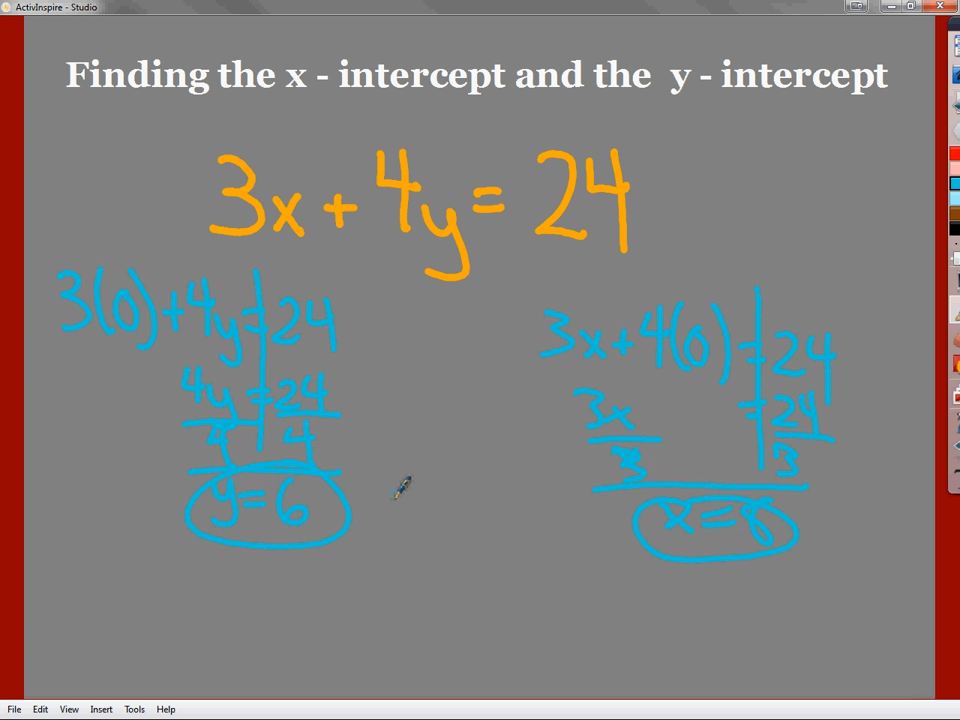 ActivInspire - Studio
Finding the x - intercept and the y - intercept
3x + 4y = 24
3(0) + 4y = 24
4y = 24
4 4
y = 6
3x + 4(0) = 24
3x = 24
3 3
x = 8
File Edit View Insert Tools Help